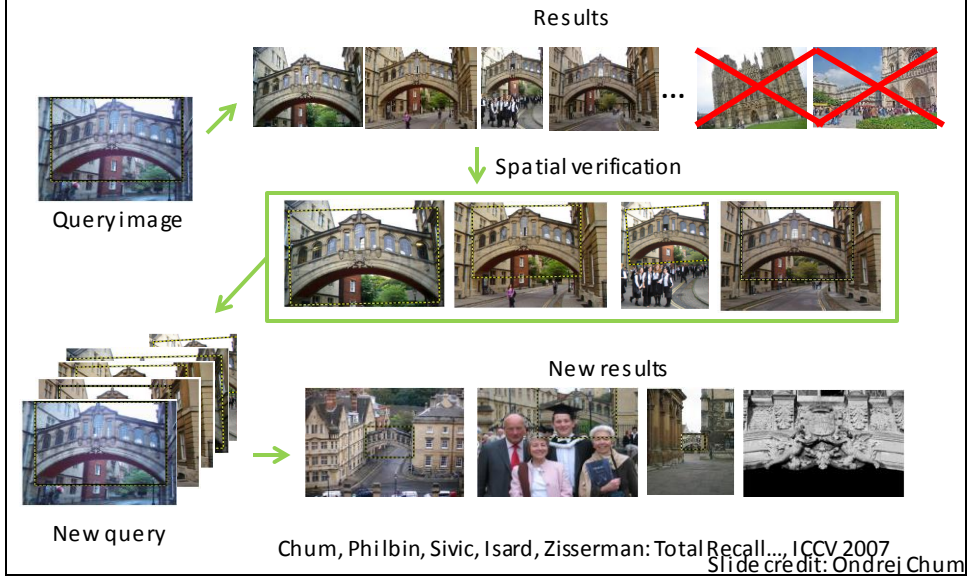 Results
...
Query image
Spatial verification
New results
New query
Chum, Philbin, Sivic, Isard, Zisserman: Total Recall..., ICCV 2007
Slide credit: Ondrej Chum